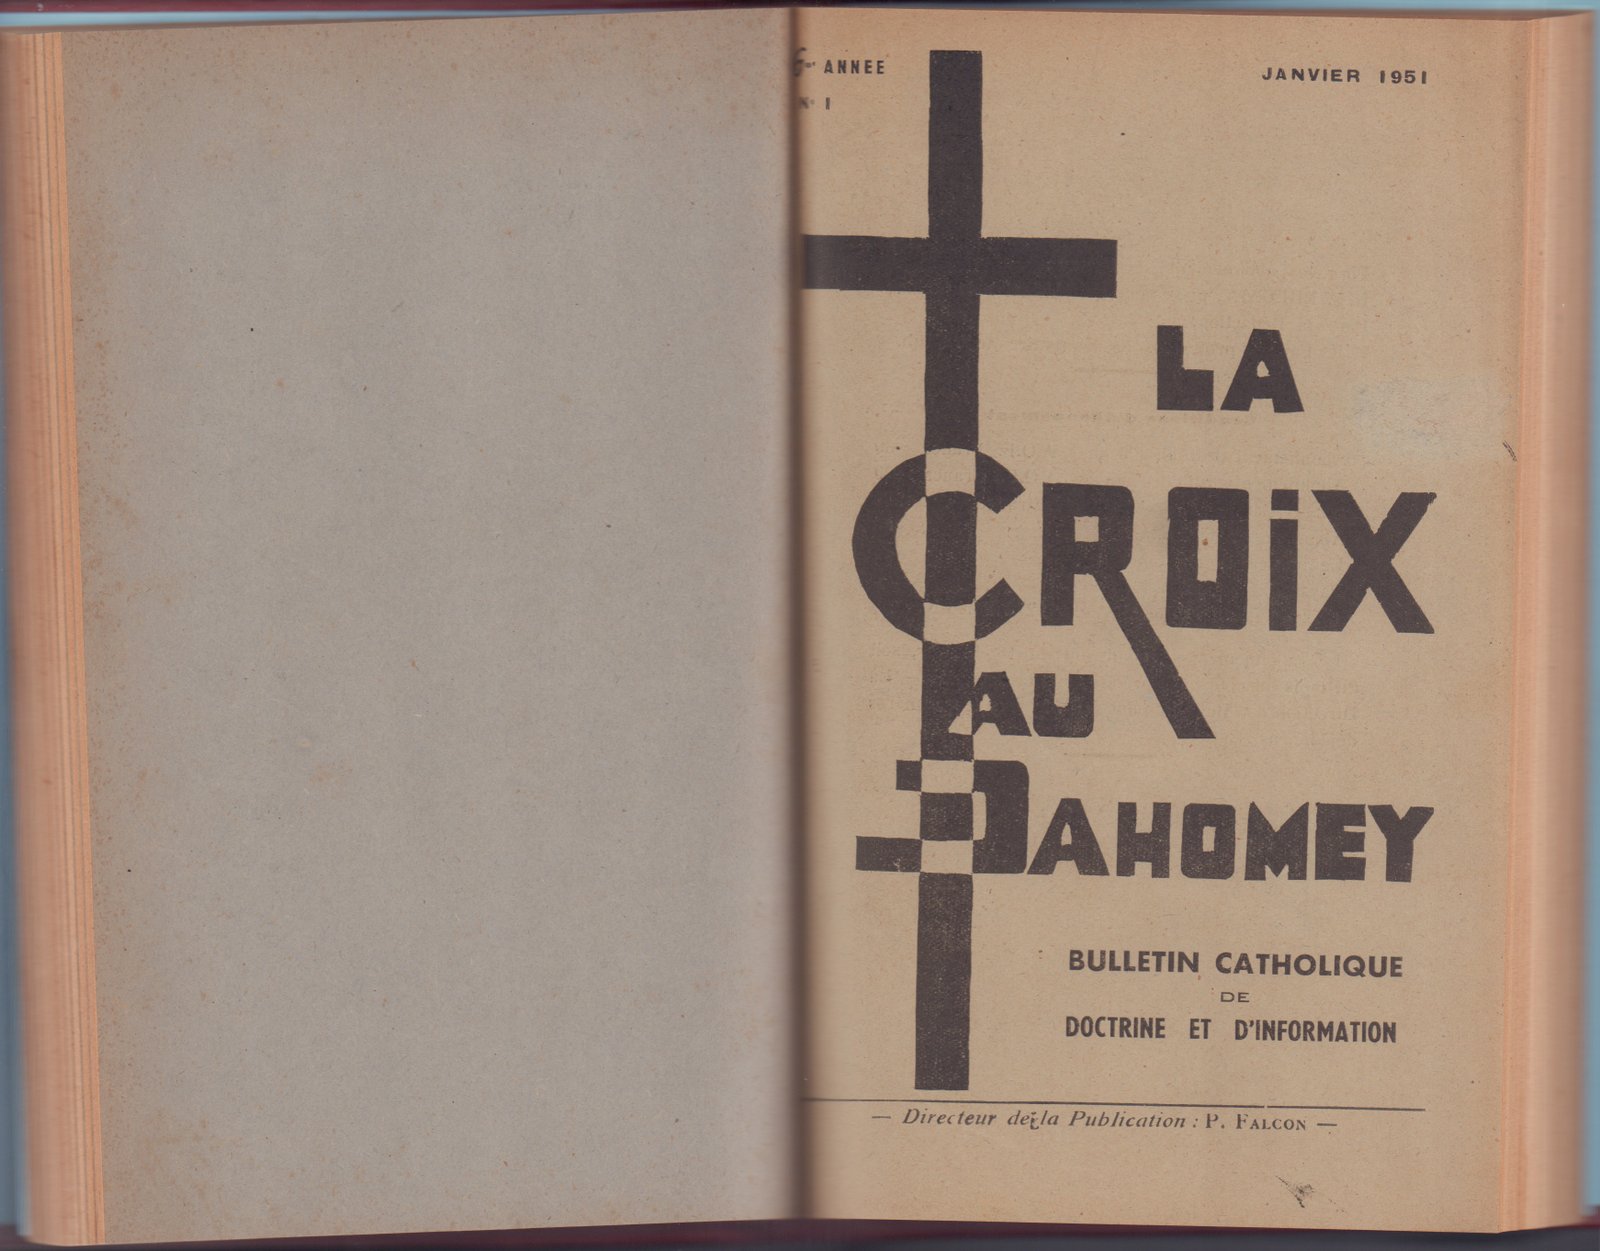 6me ANNEE
N° 1
JANVIER 1951
LA
CROiX
AU
DAHOMEY
BULLETIN CATHOLIQUE
DE
DOCTRINE ET D'INFORMATION
— Directeur de la Publication : P. FALCON —